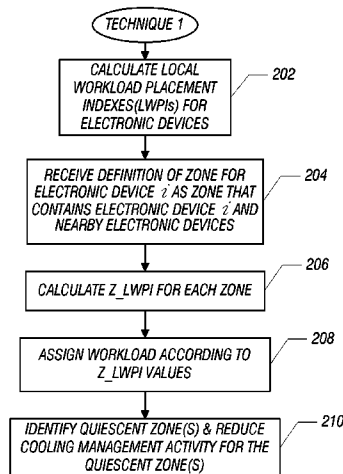 TECHNIQUE 1
CALCULATE LOCAL
WORKLOAD PLACEMENT
INDEXES(LWPIs) FOR
ELECTRONIC DEVICES
202
RECEIVE DEFINITION OF ZONE FOR
ELECTRONIC DEVICE i AS ZONE THAT
CONTAINS ELECTRONIC DEVICE i AND
NEARBY ELECTRONIC DEVICES
204
CALCULATE Z_LWPI FOR EACH ZONE
206
ASSIGN WORKLOAD ACCORDING TO
Z_LWPI VALUES
208
IDENTIFY QUIESCENT ZONE(S) & REDUCE
COOLING MANAGEMENT ACTIVITY FOR THE
QUIESCENT ZONE(S)
210